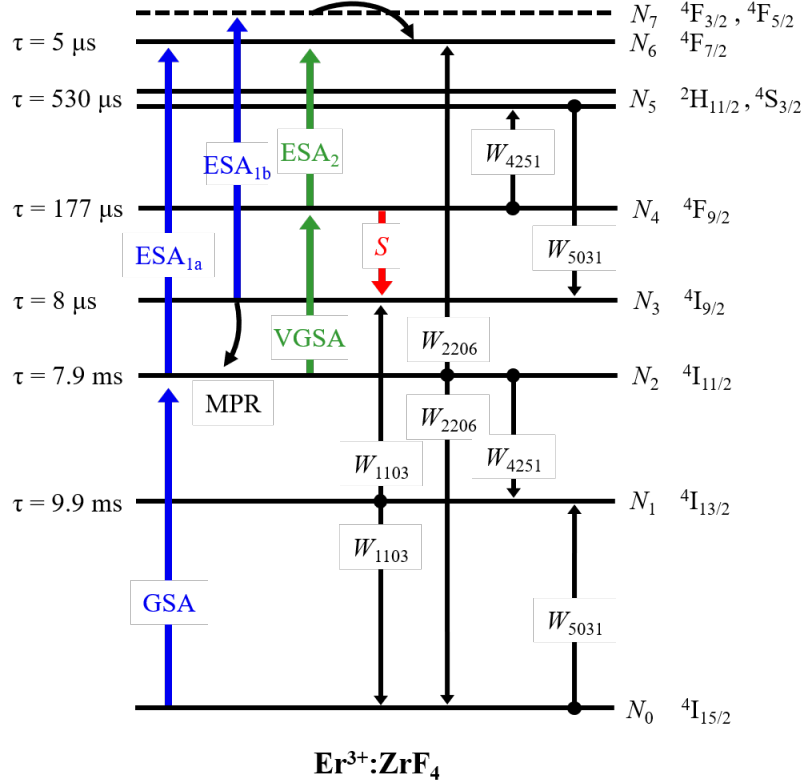 N₇ ⁴F₃/₂ , ⁴F₅/₂
τ = 5 μs N₆ ⁴F₇/₂
τ = 530 μs N₅ ²H₁₁/₂ , ⁴S₃/₂
W₄₂₅₁
ESA₁b ESA₂
τ = 177 μs N₄ ⁴F₉/₂
ESA₁ₐ S W₅₀₃₁
τ = 8 μs N₃ ⁴I₉/₂
VGSA W₂₂₀₆
τ = 7.9 ms N₂ ⁴I₁₁/₂
MPR W₂₂₀₆
W₁₁₀₃ W₄₂₅₁
τ = 9.9 ms N₁ ⁴I₁₃/₂
W₁₁₀₃
GSA W₅₀₃₁
N₀ ⁴I₁₅/₂
Er³⁺:ZrF₄